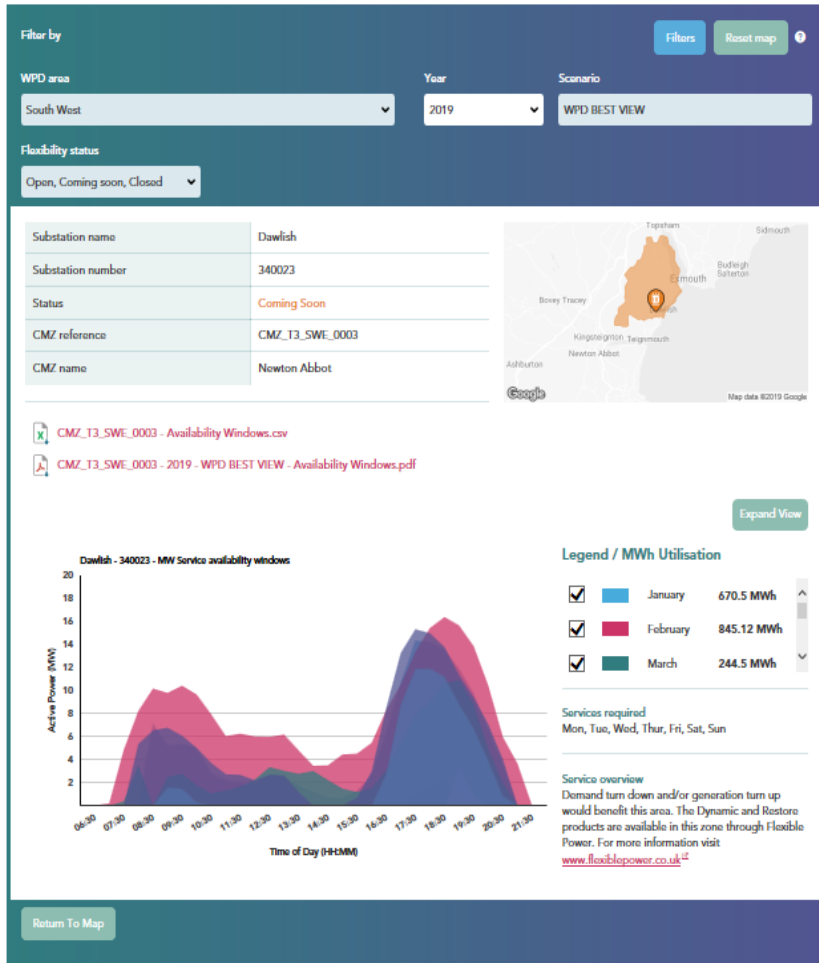 Filter by
Filters
Reset map
?
WPD area
Year
Scenario
South West
2019
WPD BEST VIEW
Flexibility status
Open, Coming soon, Closed
Substation name Dawlish
Substation number 340023
Status Coming Soon
CMZ reference CMZ_T3_SWE_0003
CMZ name Newton Abbot
Topsham
Sidmouth
Budleigh
Salterton
Exmouth
Bovey Tracey
D
Kingsteignton
Teignmouth
Newton Abbot
Ashburton
Google
Map data ©2019 Google
CMZ_T3_SWE_0003 - Availability Windows.csv
CMZ_T3_SWE_0003 - 2019 - WPD BEST VIEW - Availability Windows.pdf
Expand View
Dawlish - 340023 - MW Service availability windows
Active Power (MW)
20
18
16
14
12
10
8
6
4
2
06:30 07:30 08:30 09:30 10:30 11:30 12:30 13:30 14:30 15:30 16:30 17:30 18:30 19:30 20:30 21:30
Time of Day (HH:MM)
Legend / MWh Utilisation
January 670.5 MWh
February 845.12 MWh
March 244.5 MWh
Services required
Mon, Tue, Wed, Thur, Fri, Sat, Sun
Service overview
Demand turn down and/or generation turn up
would benefit this area. The Dynamic and Restore
products are available in this zone through Flexible
Power. For more information visit
www.flexiblepower.co.uk
Return To Map